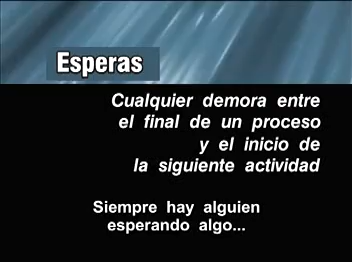 Esperas
Cualquier demora entre
el final de un proceso
y el inicio de
la siguiente actividad
Siempre hay alguien
esperando algo...